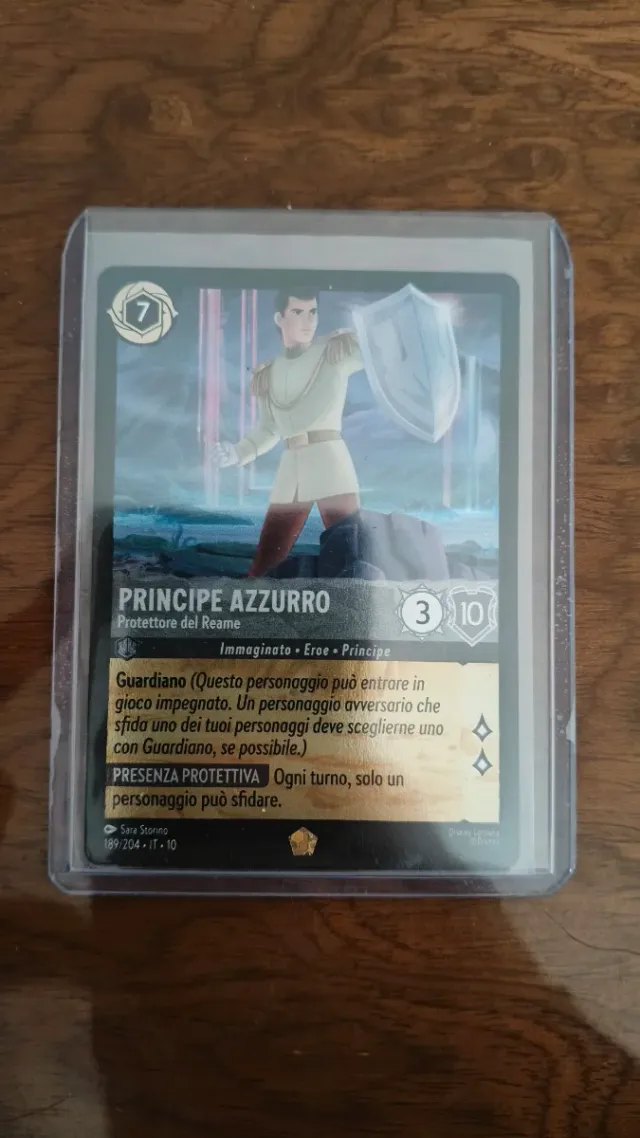 7
PRINCIPE AZZURRO
Protettore del Reame
3
10
Immaginato • Eroe • Principe
Guardiano (Questo personaggio può entrare in
gioco impegnato. Un personaggio avversario che
sfida uno dei tuoi personaggi deve sceglierne uno
con Guardiano, se possibile.)
PRESENZA PROTETTIVA Ogni turno, solo un
personaggio può sfidare.
Sara Storino
189/204 • IT • 10
Disney Lorcana